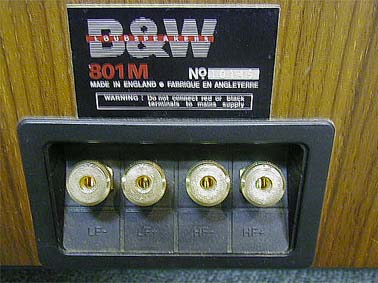 B&W
LOUDSPEAKERS
801M No
MADE IN ENGLAND ● FABRIQUE EN ANGLETERRE
WARNING : Do not connect red or black
terminals to mains supply
LF- LF+ HF- HF+